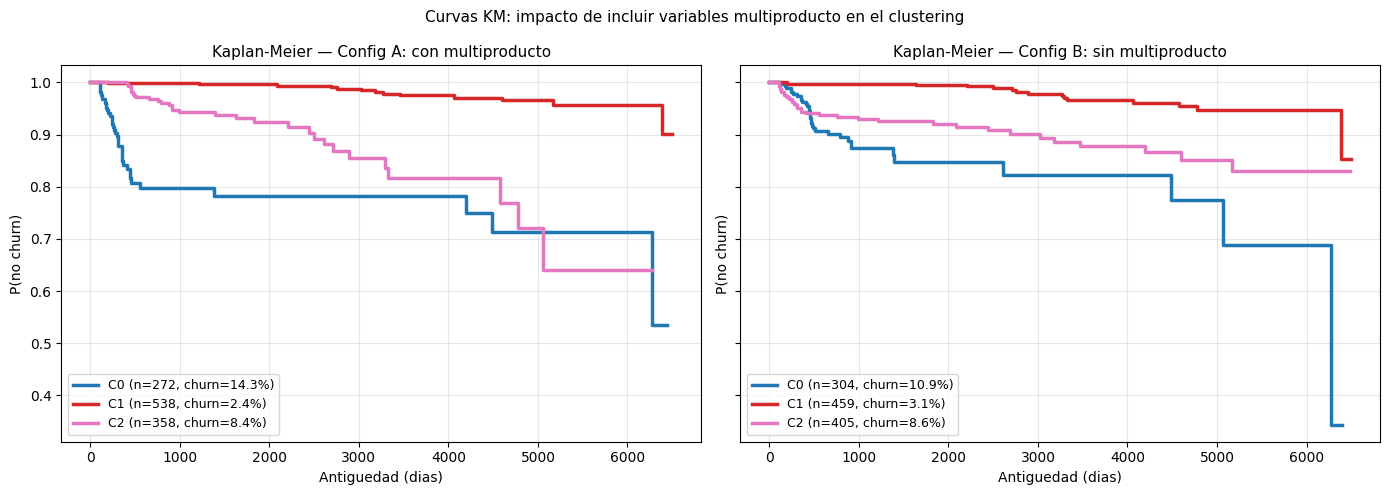 Curvas KM: impacto de incluir variables multiproducto en el clustering
Kaplan-Meier — Config A: con multiproducto
P(no churn)
1.0
0.9
0.8
0.7
0.6
0.5
0.4
C0 (n=272, churn=14.3%)
C1 (n=538, churn=2.4%)
C2 (n=358, churn=8.4%)
0 1000 2000 3000 4000 5000 6000
Antiguedad (dias)
Kaplan-Meier — Config B: sin multiproducto
P(no churn)
C0 (n=304, churn=10.9%)
C1 (n=459, churn=3.1%)
C2 (n=405, churn=8.6%)
0 1000 2000 3000 4000 5000 6000
Antiguedad (dias)